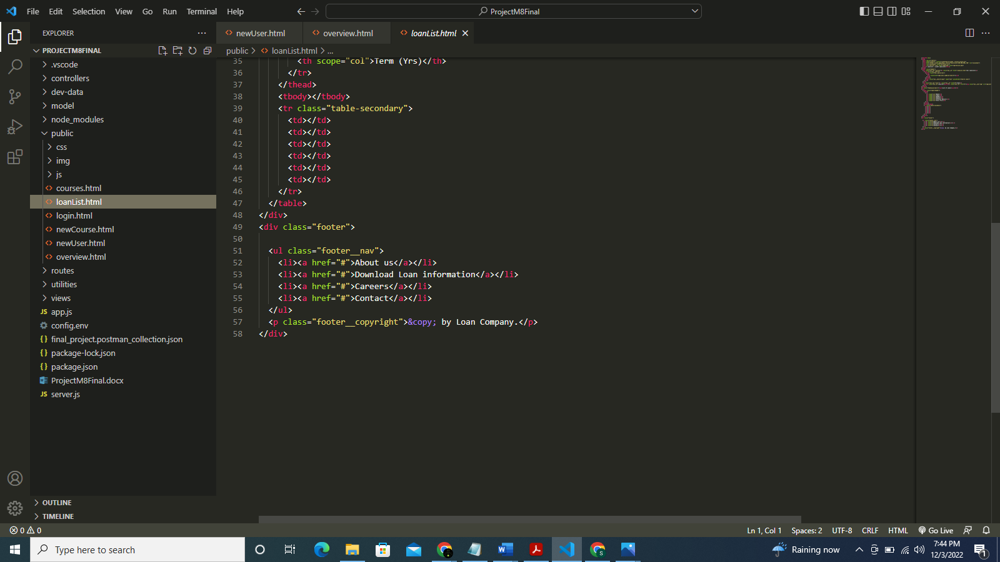 File Edit Selection View Go Run Terminal Help
ProjectM8Final
EXPLORER
newUser.html
overview.html
loanList.html
PROJECTM8FINAL
public > loanList.html > ...
.vscode
controllers
dev-data
model
node_modules
public
css
img
js
courses.html
loanList.html
login.html
newCourse.html
newUser.html
overview.html
routes
utilities
views
app.js
config.env
final_project.postman_collection.json
package-lock.json
package.json
ProjectM8Final.docx
server.js
OUTLINE
TIMELINE
35 <th scope="col">Term (Yrs)</th>
36 </tr>
37 </thead>
38 <tbody></tbody>
39 <tr class="table-secondary">
40 <td></td>
41 <td></td>
42 <td></td>
43 <td></td>
44 <td></td>
45 <td></td>
46 </tr>
47 </table>
48 </div>
49 <div class="footer">
50
51 <ul class="footer__nav">
52 <li><a href="#">About us</a></li>
53 <li><a href="#">Download Loan information</a></li>
54 <li><a href="#">Careers</a></li>
55 <li><a href="#">Contact</a></li>
56 </ul>
57 <p class="footer__copyright">&copy; by Loan Company.</p>
58 </div>
0 0
Ln 1, Col 1 Spaces: 2 UTF-8 CRLF HTML Go Live
Type here to search
Raining now
7:44 PM
12/3/2022
1